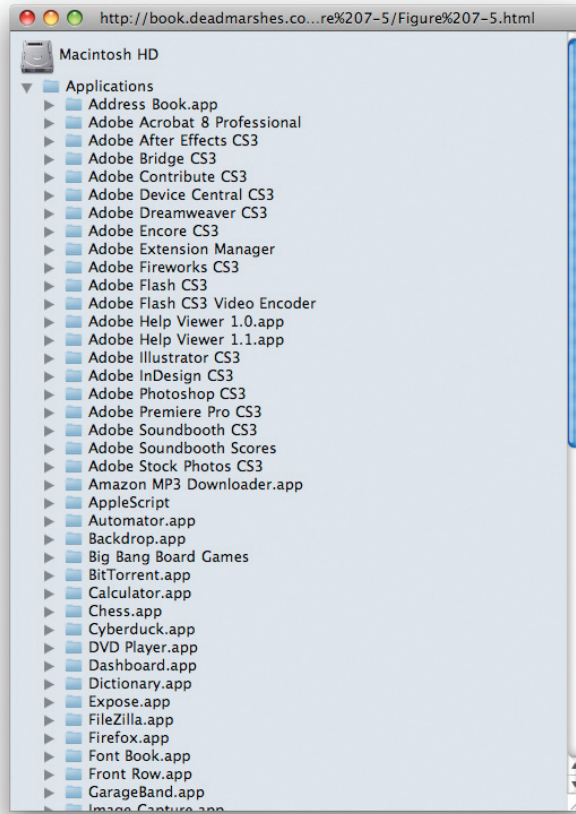 http://book.deadmarshes.co...re%207-5/Figure%207-5.html
Macintosh HD
Applications
Address Book.app
Adobe Acrobat 8 Professional
Adobe After Effects CS3
Adobe Bridge CS3
Adobe Contribute CS3
Adobe Device Central CS3
Adobe Dreamweaver CS3
Adobe Encore CS3
Adobe Extension Manager
Adobe Fireworks CS3
Adobe Flash CS3
Adobe Flash CS3 Video Encoder
Adobe Help Viewer 1.0.app
Adobe Help Viewer 1.1.app
Adobe Illustrator CS3
Adobe InDesign CS3
Adobe Photoshop CS3
Adobe Premiere Pro CS3
Adobe Soundbooth CS3
Adobe Soundbooth Scores
Adobe Stock Photos CS3
Amazon MP3 Downloader.app
AppleScript
Automator.app
Backdrop.app
Big Bang Board Games
BitTorrent.app
Calculator.app
Chess.app
Cyberduck.app
DVD Player.app
Dashboard.app
Dictionary.app
Expose.app
FileZilla.app
Firefox.app
Font Book.app
Front Row.app
GarageBand.app
Image Capture.app